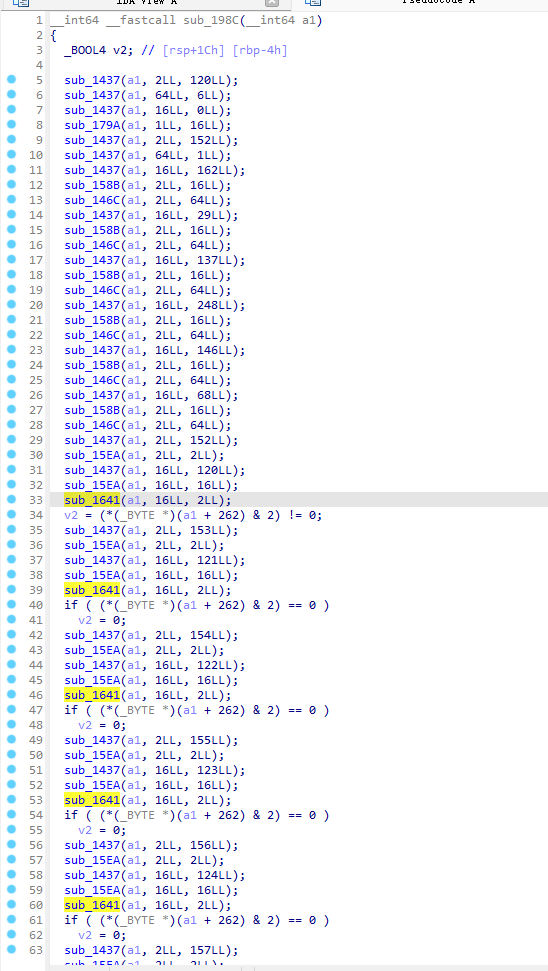 IDA View-A Pseudocode-A
1 __int64 __fastcall sub_198C(__int64 a1)
2 {
3 _BOOL4 v2; // [rsp+1Ch] [rbp-4h]
4
5 sub_1437(a1, 2LL, 120LL);
6 sub_1437(a1, 64LL, 6LL);
7 sub_1437(a1, 16LL, 0LL);
8 sub_179A(a1, 1LL, 16LL);
9 sub_1437(a1, 2LL, 152LL);
10 sub_1437(a1, 64LL, 1LL);
11 sub_1437(a1, 16LL, 162LL);
12 sub_158B(a1, 2LL, 16LL);
13 sub_146C(a1, 2LL, 64LL);
14 sub_1437(a1, 16LL, 29LL);
15 sub_158B(a1, 2LL, 16LL);
16 sub_146C(a1, 2LL, 64LL);
17 sub_1437(a1, 16LL, 137LL);
18 sub_158B(a1, 2LL, 16LL);
19 sub_146C(a1, 2LL, 64LL);
20 sub_1437(a1, 16LL, 248LL);
21 sub_158B(a1, 2LL, 16LL);
22 sub_146C(a1, 2LL, 64LL);
23 sub_1437(a1, 16LL, 146LL);
24 sub_158B(a1, 2LL, 16LL);
25 sub_146C(a1, 2LL, 64LL);
26 sub_1437(a1, 16LL, 68LL);
27 sub_158B(a1, 2LL, 16LL);
28 sub_146C(a1, 2LL, 64LL);
29 sub_1437(a1, 2LL, 152LL);
30 sub_15EA(a1, 2LL, 2LL);
31 sub_1437(a1, 16LL, 120LL);
32 sub_15EA(a1, 16LL, 16LL);
33 sub_1641(a1, 16LL, 2LL);
34 v2 = (*(_BYTE *)(a1 + 262) & 2) != 0;
35 sub_1437(a1, 2LL, 153LL);
36 sub_15EA(a1, 2LL, 2LL);
37 sub_1437(a1, 16LL, 121LL);
38 sub_15EA(a1, 16LL, 16LL);
39 sub_1641(a1, 16LL, 2LL);
40 if ( (*(_BYTE *)(a1 + 262) & 2) == 0 )
41 v2 = 0;
42 sub_1437(a1, 2LL, 154LL);
43 sub_15EA(a1, 2LL, 2LL);
44 sub_1437(a1, 16LL, 122LL);
45 sub_15EA(a1, 16LL, 16LL);
46 sub_1641(a1, 16LL, 2LL);
47 if ( (*(_BYTE *)(a1 + 262) & 2) == 0 )
48 v2 = 0;
49 sub_1437(a1, 2LL, 155LL);
50 sub_15EA(a1, 2LL, 2LL);
51 sub_1437(a1, 16LL, 123LL);
52 sub_15EA(a1, 16LL, 16LL);
53 sub_1641(a1, 16LL, 2LL);
54 if ( (*(_BYTE *)(a1 + 262) & 2) == 0 )
55 v2 = 0;
56 sub_1437(a1, 2LL, 156LL);
57 sub_15EA(a1, 2LL, 2LL);
58 sub_1437(a1, 16LL, 124LL);
59 sub_15EA(a1, 16LL, 16LL);
60 sub_1641(a1, 16LL, 2LL);
61 if ( (*(_BYTE *)(a1 + 262) & 2) == 0 )
62 v2 = 0;
63 sub_1437(a1, 2LL, 157LL);